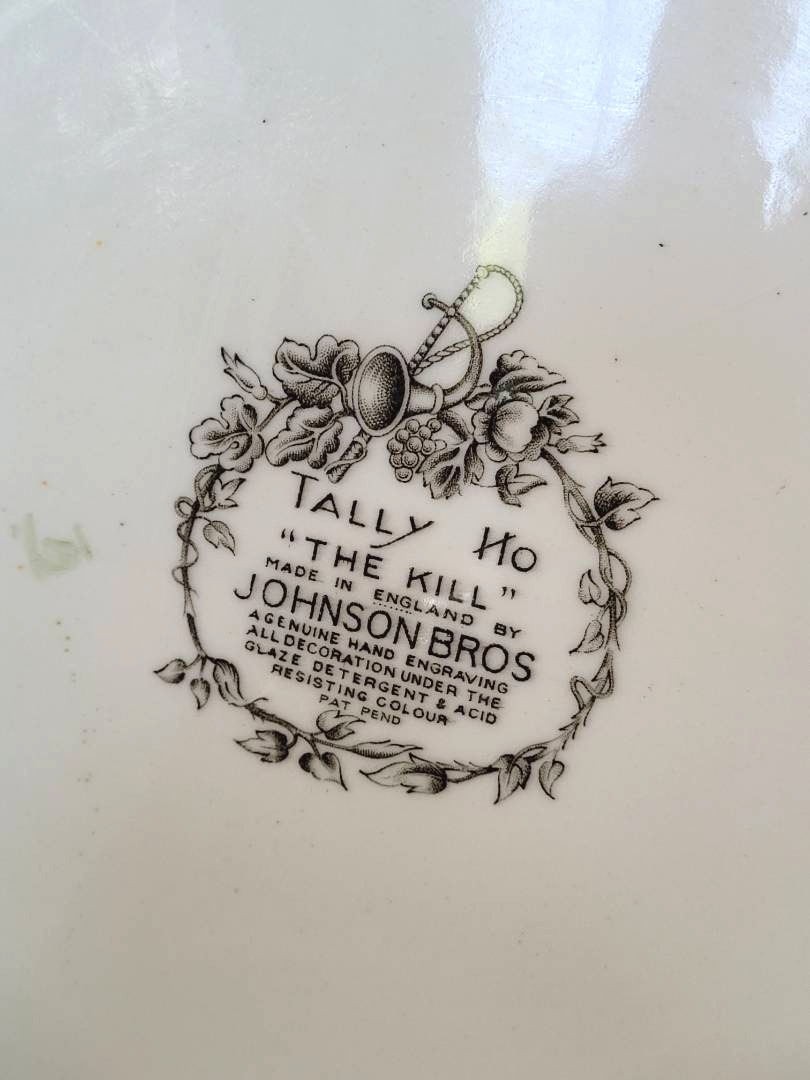 TALLY HO
"THE KILL"
MADE IN ENGLAND BY
JOHNSON BROS
A GENUINE HAND ENGRAVING
ALL DECORATION UNDER THE
GLAZE DETERGENT & ACID
RESISTING COLOUR
PAT PEND